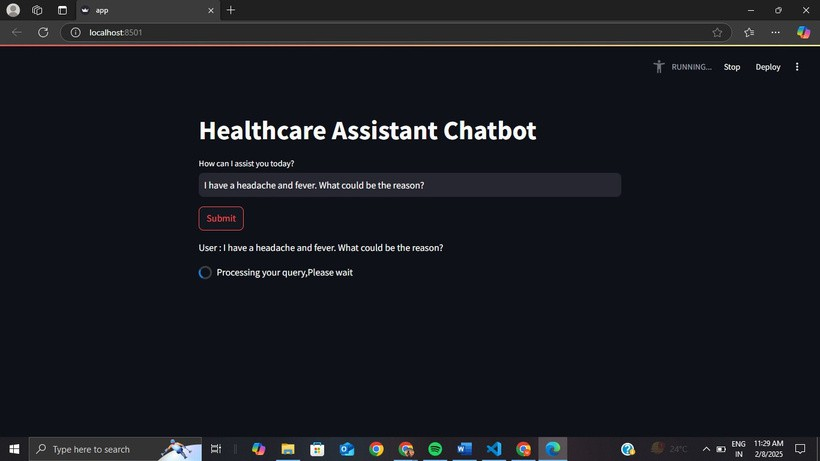 app
localhost:8501
RUNNING...
Stop
Deploy
Healthcare Assistant Chatbot
How can I assist you today?
I have a headache and fever. What could be the reason?
Submit
User : I have a headache and fever. What could be the reason?
Processing your query,Please wait
Type here to search
24°C
ENG
IN
11:29 AM
2/8/2025